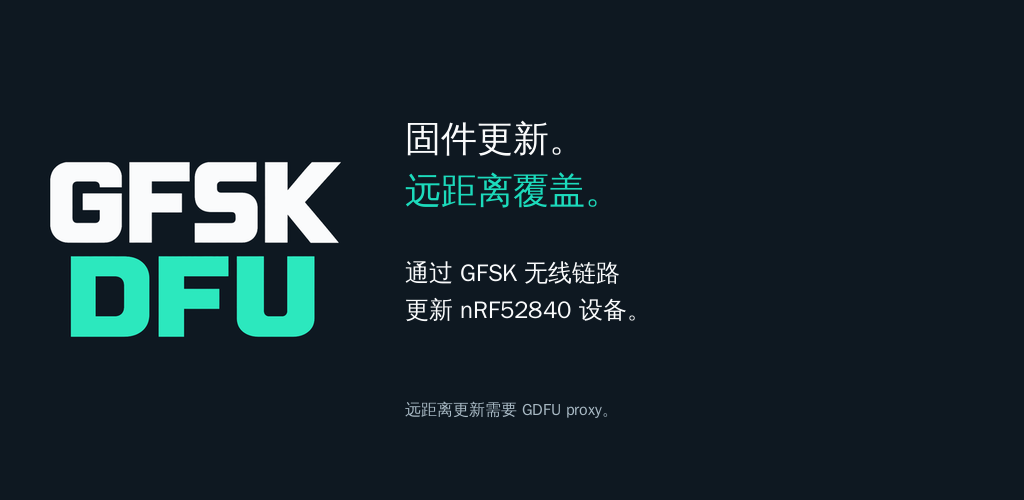 GFSK
DFU
固件更新。
远距离覆盖。
通过 GFSK 无线链路
更新 nRF52840 设备。
远距离更新需要 GDFU proxy。